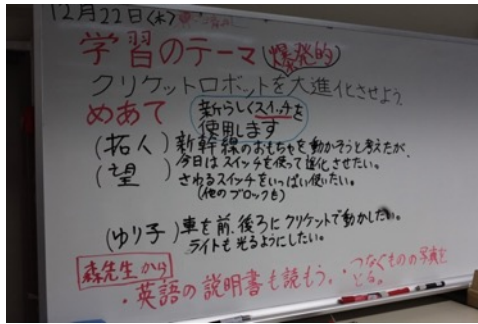 12月22日(木)
学習のテーマ(爆発的)
クリケットロボットを大進化させよう。
めあて 新らしくスイッチを
使用します
(拓人) 新幹線のおもちゃを動かそうと考えたが、
(望) 今日はスイッチを使って進化させたい。
されるスイッチをいっぱい使いたい。
(他のブロックも)
(ゆり子) 車を前、後ろにクリケットで動かしたい。
ライトも光るようにしたい。
森先生から
・英語の説明書も読もう。・つなぐものの写真を
とる。